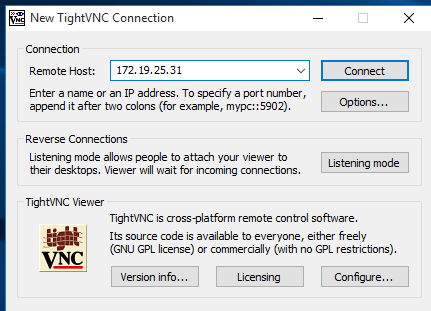 New TightVNC Connection
Connection
Remote Host: 172.19.25.31
Connect
Enter a name or an IP address. To specify a port number,
append it after two colons (for example, mypc::5902).
Options...
Reverse Connections
Listening mode allows people to attach your viewer to
their desktops. Viewer will wait for incoming connections.
Listening mode
TightVNC Viewer
tight
VNC
TightVNC is cross-platform remote control software.
Its source code is available to everyone, either freely
(GNU GPL license) or commercially (with no GPL restrictions).
Version info...
Licensing
Configure...